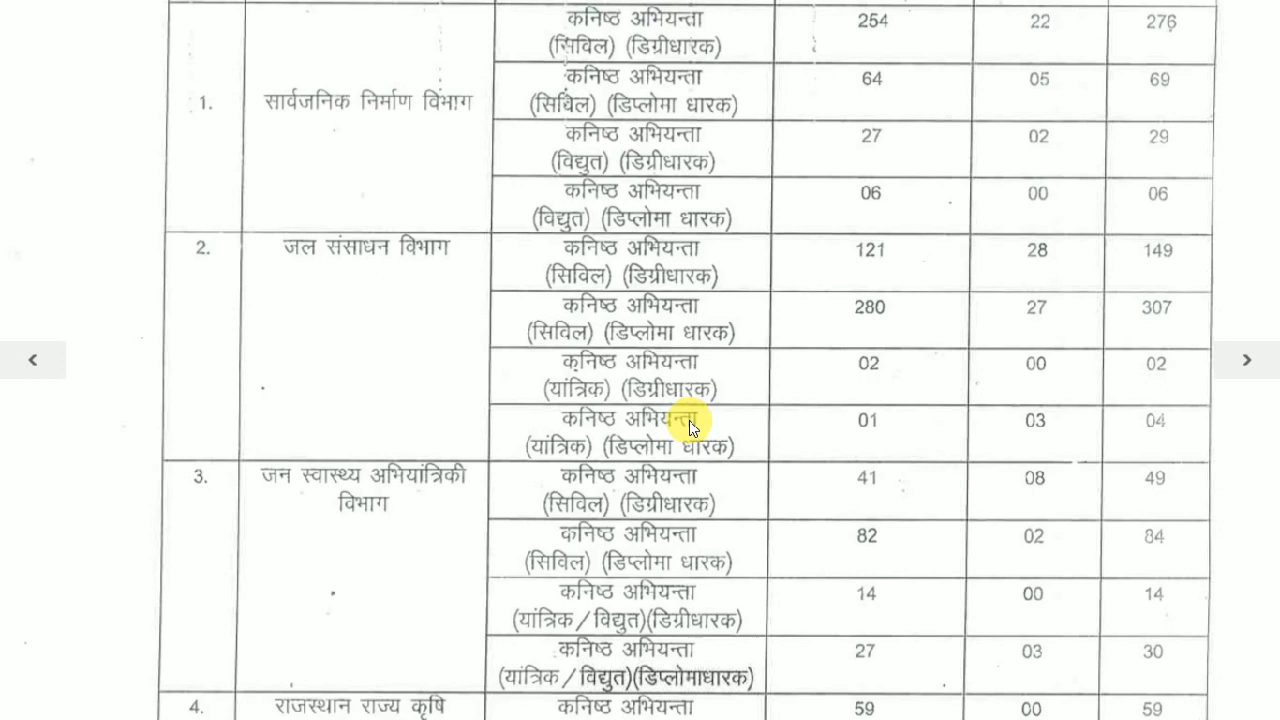 कनिष्ठ अभियन्ता 254 22 276
(सिविल) (डिग्रीधारक)
कनिष्ठ अभियन्ता 64 05 69
1. सार्वजनिक निर्माण विभाग (सिविल) (डिप्लोमा धारक)
कनिष्ठ अभियन्ता 27 02 29
(विद्युत) (डिग्रीधारक)
कनिष्ठ अभियन्ता 06 00 06
(विद्युत) (डिप्लोमा धारक)
2. जल संसाधन विभाग कनिष्ठ अभियन्ता 121 28 149
(सिविल) (डिग्रीधारक)
कनिष्ठ अभियन्ता 280 27 307
(सिविल) (डिप्लोमा धारक)
कनिष्ठ अभियन्ता 02 00 02
(यांत्रिक) (डिग्रीधारक)
कनिष्ठ अभियन्ता 01 03 04
(यांत्रिक) (डिप्लोमा धारक)
3. जन स्वास्थ्य अभियांत्रिकी कनिष्ठ अभियन्ता 41 08 49
विभाग (सिविल) (डिग्रीधारक)
कनिष्ठ अभियन्ता 82 02 84
(सिविल) (डिप्लोमा धारक)
कनिष्ठ अभियन्ता 14 00 14
(यांत्रिक/विद्युत)(डिग्रीधारक)
कनिष्ठ अभियन्ता 27 03 30
(यांत्रिक/विद्युत)(डिप्लोमाधारक)
4. राजस्थान राज्य कृषि कनिष्ठ अभियन्ता 59 00 59